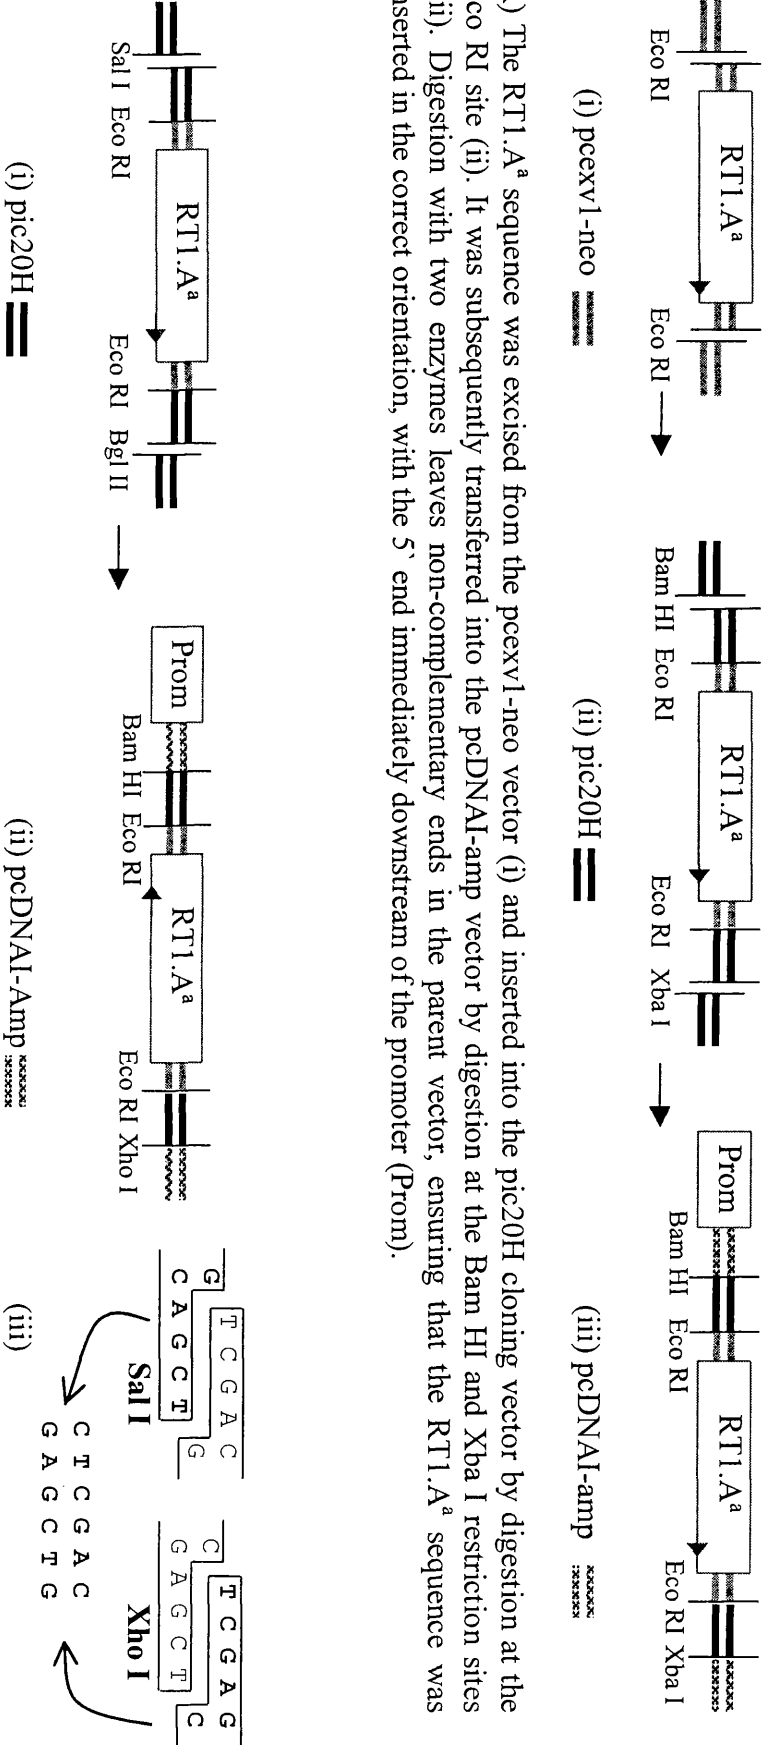 RT1.Aᵃ RT1.Aᵃ Prom RT1.Aᵃ
Eco RI Eco RI Bam HI Eco RI Eco RI Xba I Bam HI Eco RI Eco RI Xba I
(i) pcexv1-neo (ii) pic20H (iii) pcDNAI-amp
) The RT1.Aᵃ sequence was excised from the pcexv1-neo vector (i) and inserted into the pic20H cloning vector by digestion at the
co RI site (ii). It was subsequently transferred into the pcDNAI-amp vector by digestion at the Bam HI and Xba I restriction sites
ii). Digestion with two enzymes leaves non-complementary ends in the parent vector, ensuring that the RT1.Aᵃ sequence was
nserted in the correct orientation, with the 5` end immediately downstream of the promoter (Prom).
RT1.Aᵃ Prom RT1.Aᵃ
Sal I Eco RI Eco RI Bgl II Bam HI Eco RI Eco RI Xho I
G T C G A C C T C G A G
C A G C T G G A G C T C
Sal I Xho I
C T C G A C
G A G C T G
(i) pic20H (ii) pcDNAI-Amp (iii)